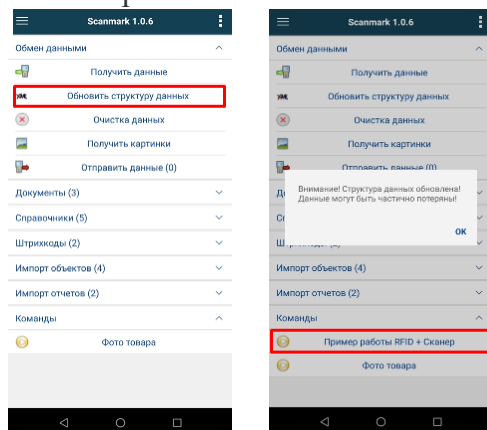 Scanmark 1.0.6
Обмен данными
Получить данные
XML Обновить структуру данных
Очистка данных
Получить картинки
Отправить данные (0)
Документы (3)
Справочники (5)
Штрихкоды (2)
Импорт объектов (4)
Импорт отчетов (2)
Команды
Фото товара
Scanmark 1.0.6
Обмен данными
Получить данные
XML Обновить структуру данных
Очистка данных
Получить картинки
Отправить данные (0)
Внимание! Структура данных обновлена!
Данные могут быть частично потеряны!
OK
Импорт объектов (4)
Импорт отчетов (2)
Команды
Пример работы RFID + Сканер
Фото товара